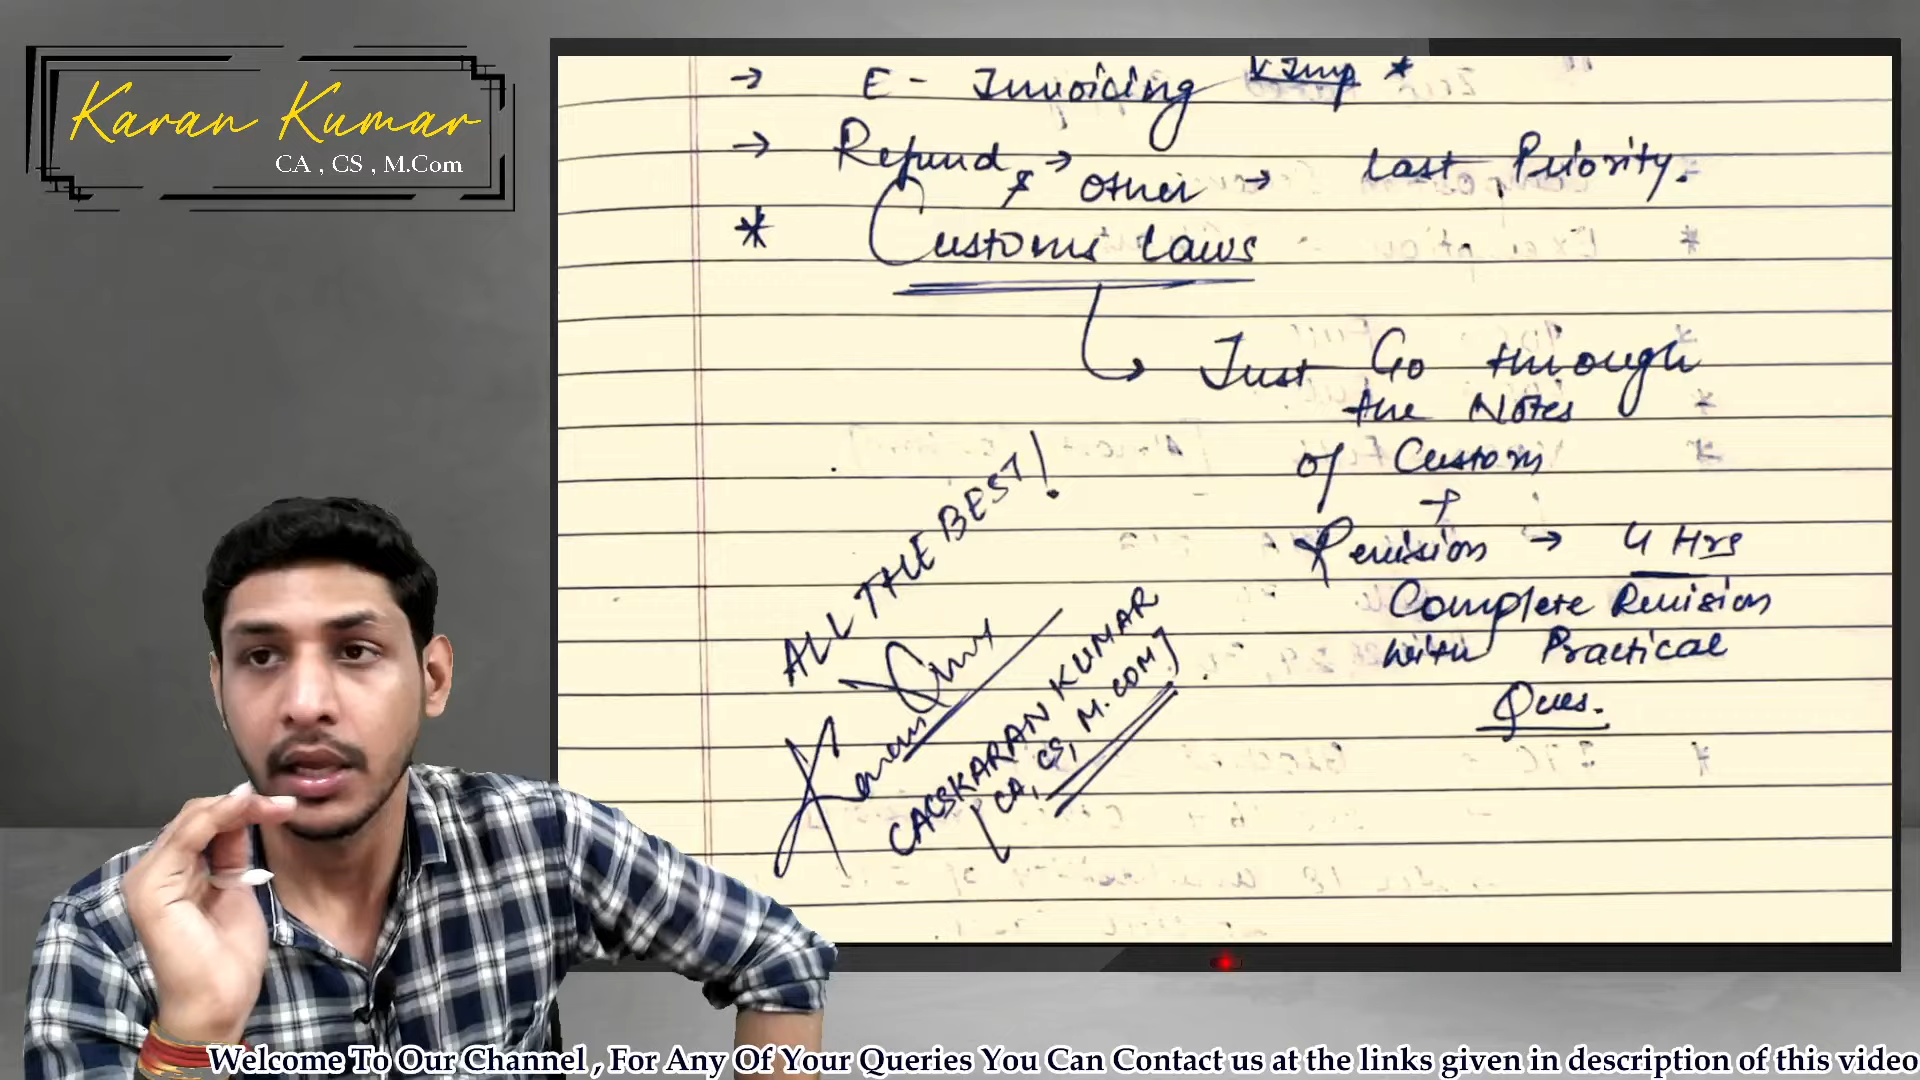 Karan Kumar
CA , CS , M.Com
→ E - Invoicing V. Imp *
→ Refund & → Other → Last Priority.
* Customs Laws
Just Go through
the Notes
of Custom
+
Revision → 4 Hrs
Complete Revision
with Practical
Ques.
ALL THE BEST!
CACSKARAN KUMAR
[CA, CS, M.COM]
Welcome To Our Channel , For Any Of Your Queries You Can Contact us at the links given in description of this video